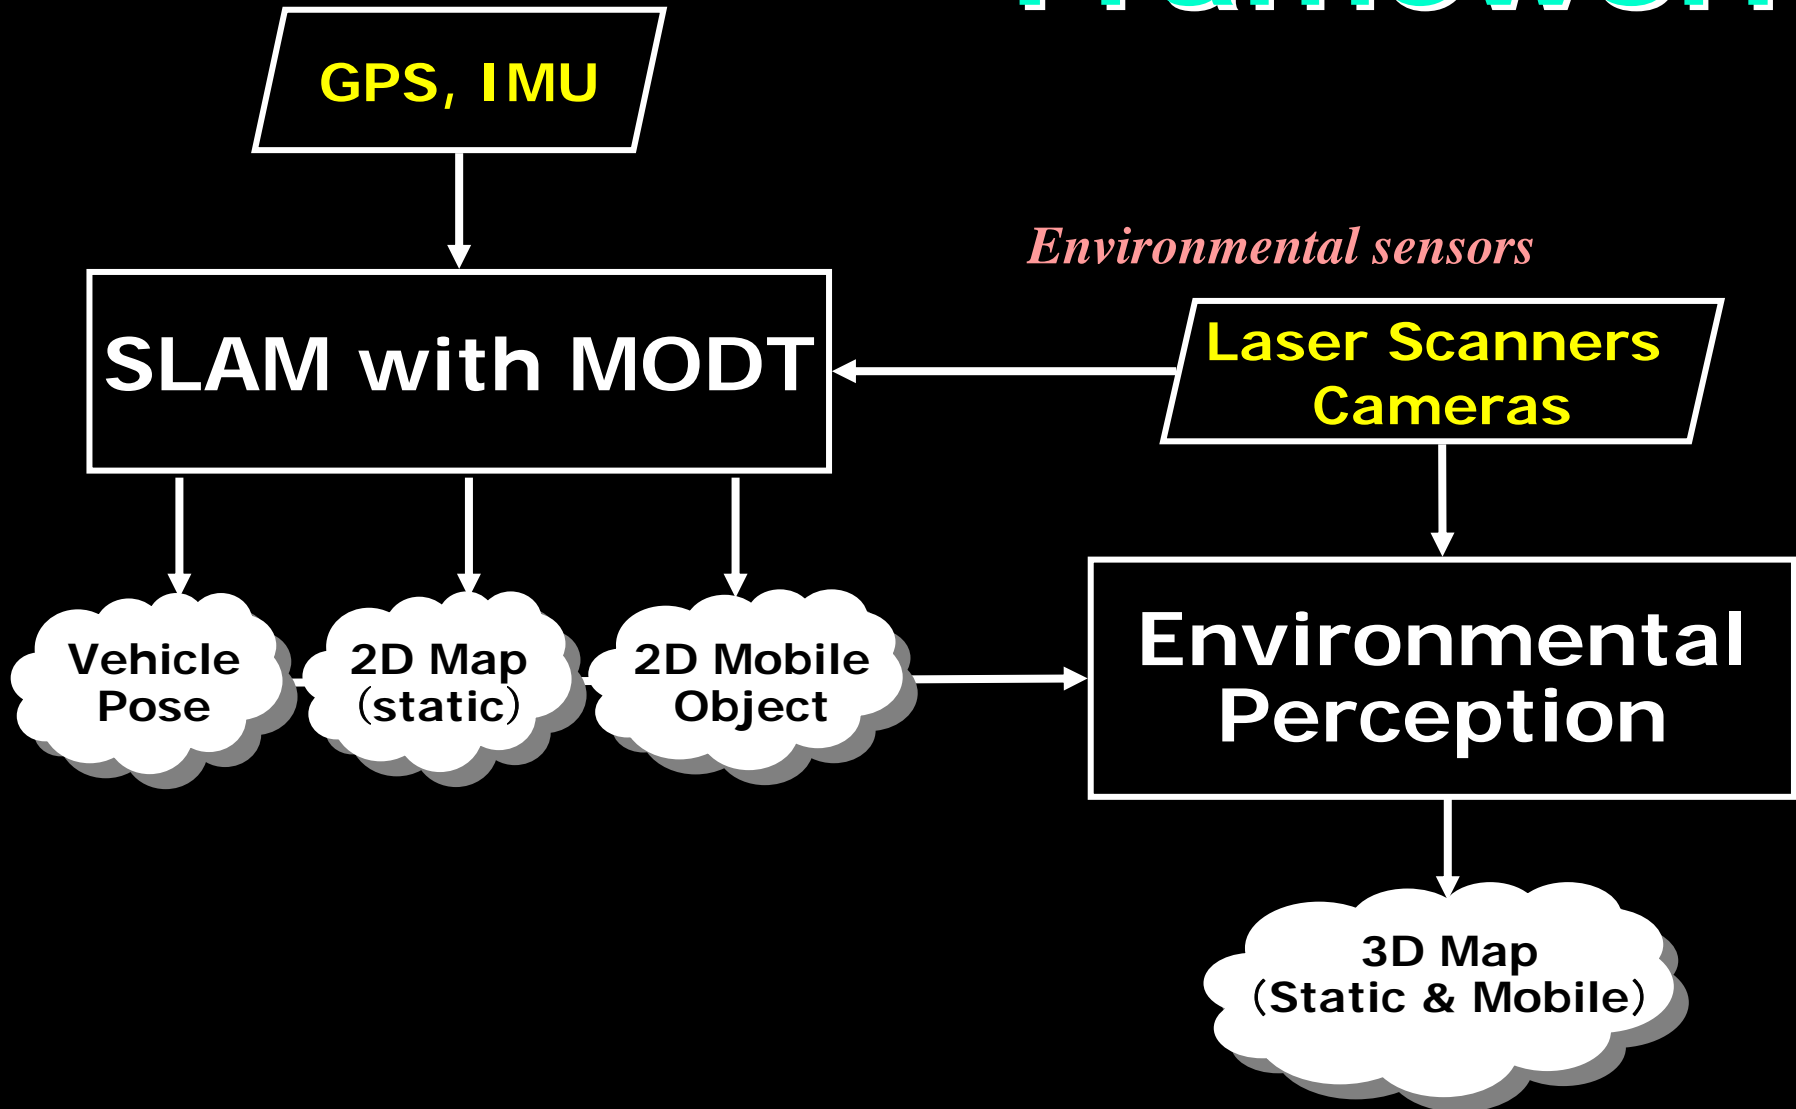 GPS, IMU
Environmental sensors
SLAM with MODT
Laser Scanners
Cameras
Vehicle
Pose
2D Map
(static)
2D Mobile
Object
Environmental
Perception
3D Map
(Static & Mobile)